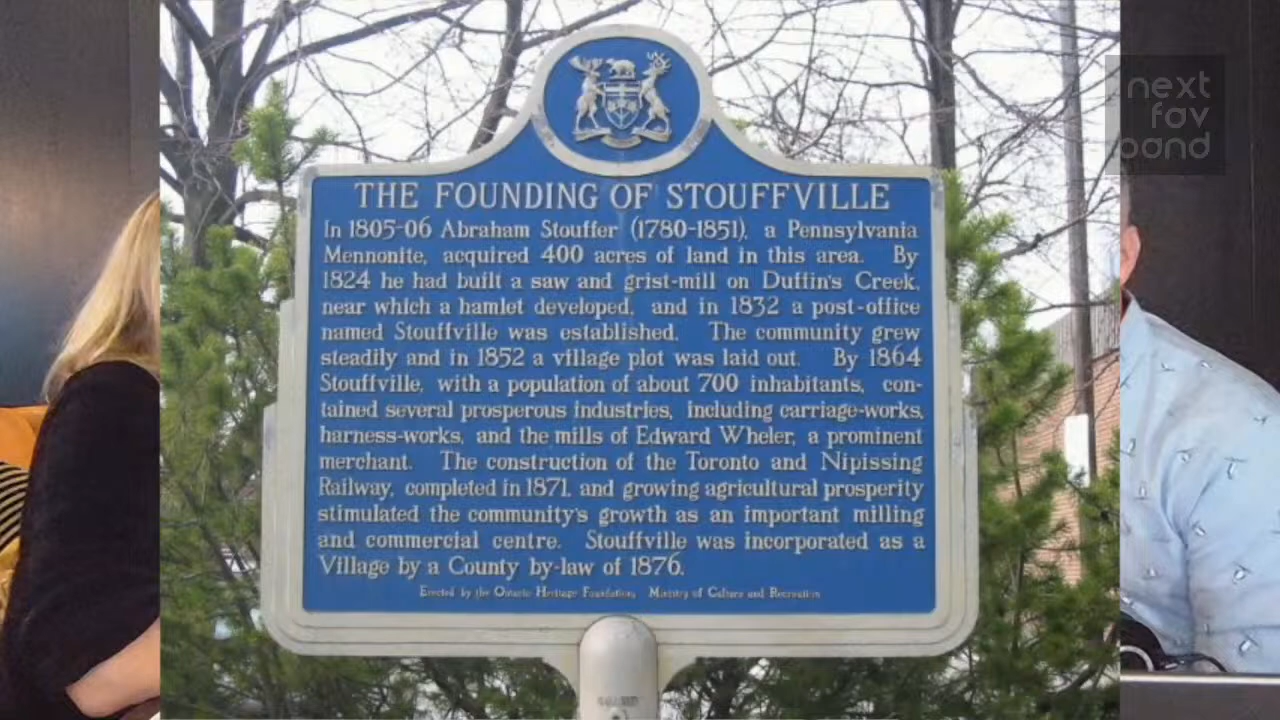 THE FOUNDING OF STOUFFVILLE
In 1805-06 Abraham Stouffer (1780-1851), a Pennsylvania
Mennonite, acquired 400 acres of land in this area. By
1824 he had built a saw and grist-mill on Duffin's Creek,
near which a hamlet developed, and in 1832 a post-office
named Stouffville was established. The community grew
steadily and in 1852 a village plot was laid out. By 1864
Stouffville, with a population of about 700 inhabitants, con-
tained several prosperous industries, including carriage-works,
harness-works, and the mills of Edward Wheler, a prominent
merchant. The construction of the Toronto and Nipissing
Railway, completed in 1871, and growing agricultural prosperity
stimulated the community's growth as an important milling
and commercial centre. Stouffville was incorporated as a
Village by a County by-law of 1876.
Erected by the Ontario Heritage Foundation, Ministry of Culture and Recreation
next
fav
band